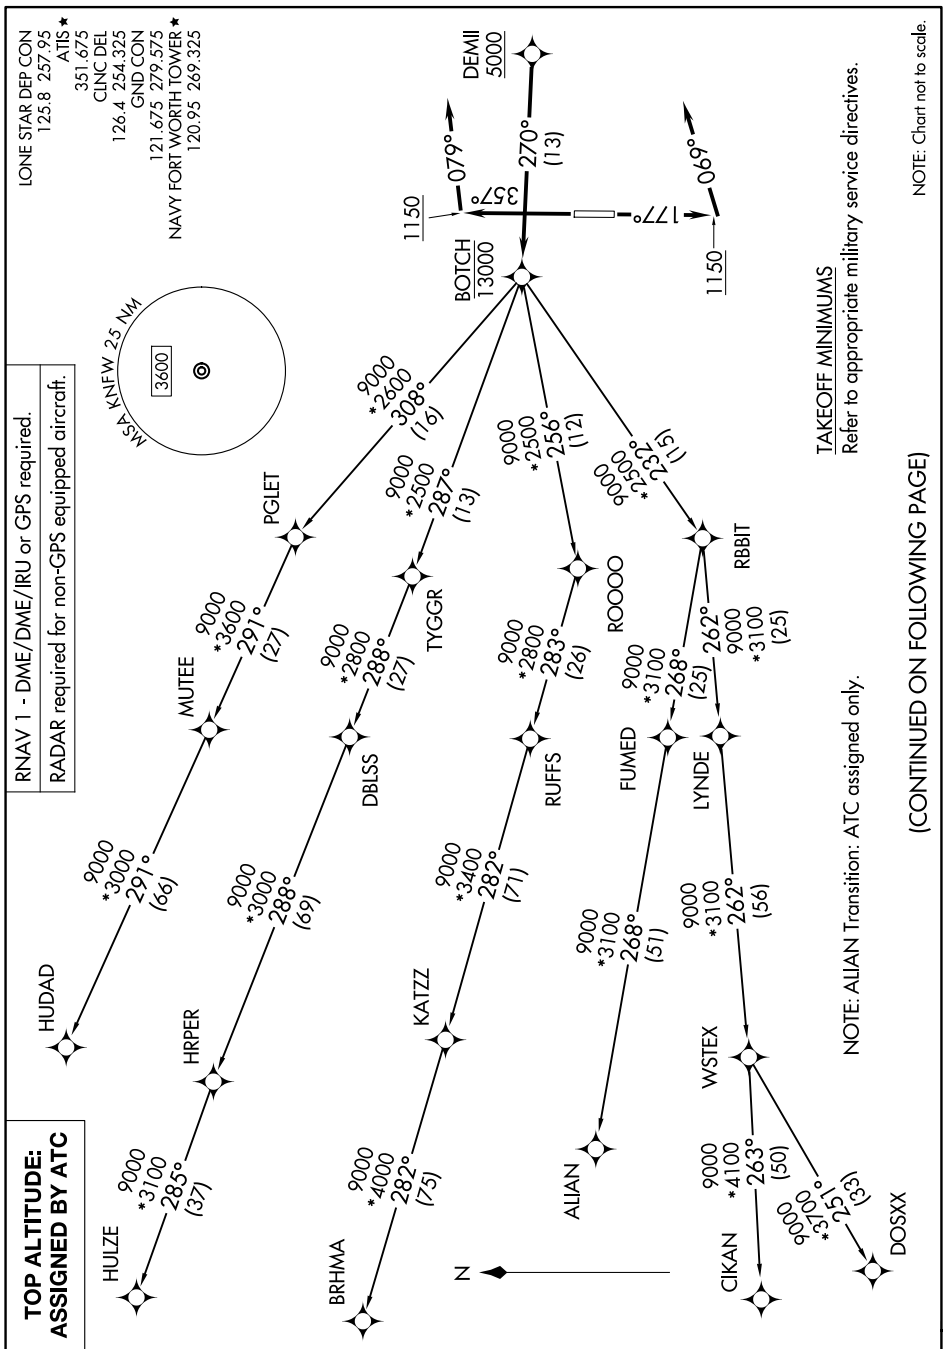 TOP ALTITUDE:
ASSIGNED BY ATC
RNAV 1 - DME/DME/IRU or GPS required.
RADAR required for non-GPS equipped aircraft.
LONE STAR DEP CON
125.8 257.95
ATIS ★
351.675
CLNC DEL
126.4 254.325
GND CON
121.675 279.575
NAVY FORT WORTH TOWER ★
120.95 269.325
MSA KNFW 25 NM
3600
HUDAD
9000
*3000
291°
(66)
MUTEE
9000
*3600
291°
(27)
PGLET
9000
*2600
308°
(16)
HULZE
9000
*3100
285°
(37)
HRPER
9000
*3000
288°
(69)
DBLSS
9000
*2800
288°
(27)
TYGGR
9000
*2500
287°
(13)
BRHMA
9000
*4000
282°
(75)
KATZZ
9000
*3400
282°
(71)
RUFFS
9000
*2800
283°
(26)
ROOOO
9000
*2500
256°
(12)
BOTCH
13000
DEMII
5000
270°
(13)
1150
079°
357°
177°
1150
066°
N
ALIAN
9000
*3100
268°
(51)
FUMED
9000
*3100
268°
(25)
RBBIT
9000
*2500
232°
(15)
CIKAN
9000
*4100
263°
(50)
WSTEX
9000
*3100
262°
(56)
LYNDE
262°
9000
*3100
(25)
DOSXX
9000
*3700
251°
(33)
TAKEOFF MINIMUMS
Refer to appropriate military service directives.
NOTE: ALIAN Transition: ATC assigned only.
NOTE: Chart not to scale.
(CONTINUED ON FOLLOWING PAGE)